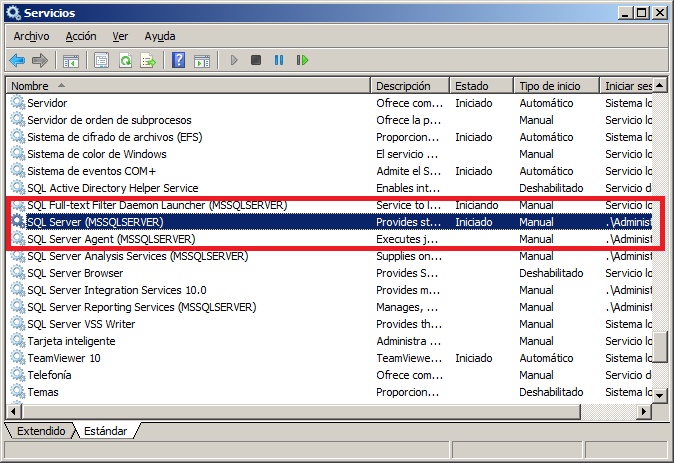 Servicios
Archivo Acción Ver Ayuda
Nombre Descripción Estado Tipo de inicio Iniciar ses
Servidor Ofrece com... Iniciado Automático Sistema lo
Servidor de orden de subprocesos Ofrece la p... Manual Servicio lo
Sistema de cifrado de archivos (EFS) Proporcion... Iniciado Automático Sistema lo
Sistema de color de Windows El servicio ... Manual Servicio lo
Sistema de eventos COM+ Admite el S... Iniciado Automático Servicio lo
SQL Active Directory Helper Service Enables int... Deshabilitado Servicio d
SQL Full-text Filter Daemon Launcher (MSSQLSERVER) Service to l... Iniciando Manual Servicio lo
SQL Server (MSSQLSERVER) Provides st... Iniciado Manual .\Administ
SQL Server Agent (MSSQLSERVER) Executes j... Manual .\Administ
SQL Server Analysis Services (MSSQLSERVER) Supplies on... Manual .\Administ
SQL Server Browser Provides S... Deshabilitado Servicio lo
SQL Server Integration Services 10.0 Provides m... Manual .\Administ
SQL Server Reporting Services (MSSQLSERVER) Manages, ... Manual .\Administ
SQL Server VSS Writer Provides th... Manual Sistema lo
Tarjeta inteligente Administra ... Manual Servicio lo
TeamViewer 10 TeamViewe... Iniciado Automático Sistema lo
Telefonía Ofrece com... Manual Servicio d
Temas Proporcion... Deshabilitado Sistema lo
Extendido Estándar